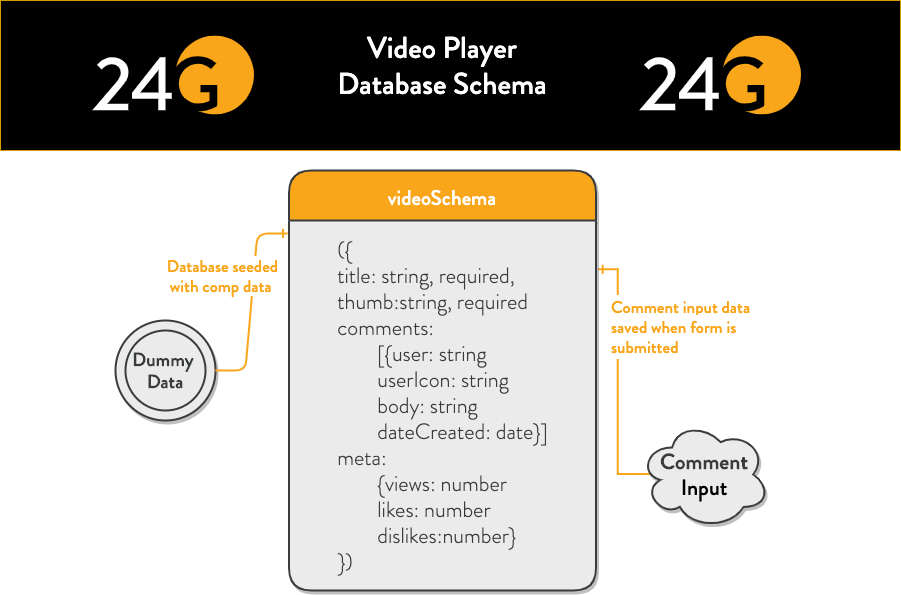 24G
Video Player
Database Schema
24G
videoSchema
({
title: string, required,
thumb:string, required
comments:
[{user: string
userIcon: string
body: string
dateCreated: date}]
meta:
{views: number
likes: number
dislikes:number}
})
Database seeded
with comp data
Dummy
Data
Comment input data
saved when form is
submitted
Comment
Input